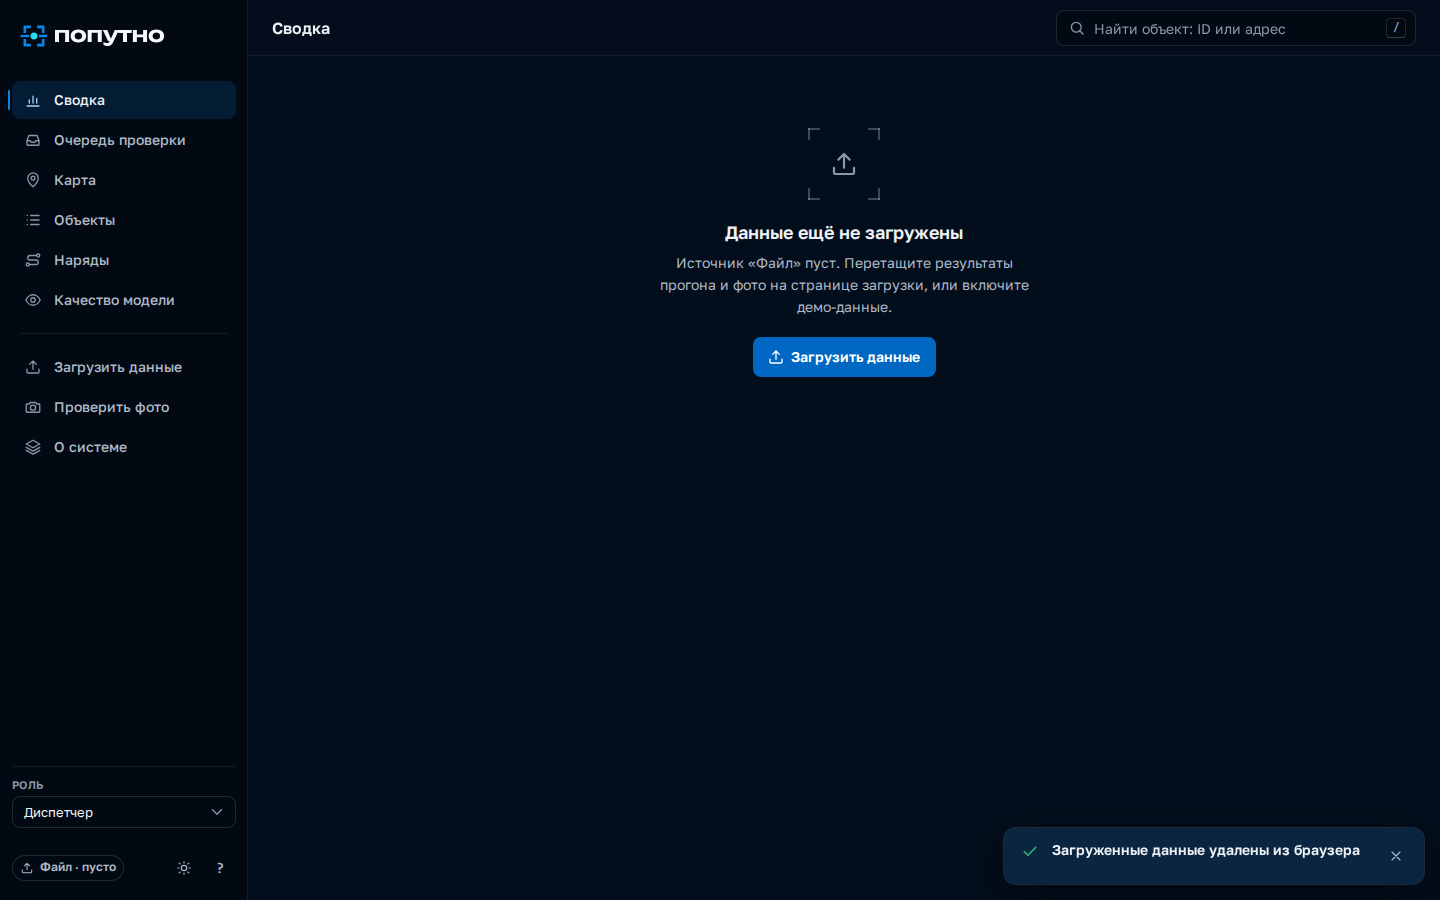 ПОПУТНО
Сводка
Очередь проверки
Карта
Объекты
Наряды
Качество модели
Загрузить данные
Проверить фото
О системе
РОЛЬ
Диспетчер
Файл · пусто
?
Сводка
Найти объект: ID или адрес
/
Данные ещё не загружены
Источник «Файл» пуст. Перетащите результаты
прогона и фото на странице загрузки, или включите
демо-данные.
Загрузить данные
Загруженные данные удалены из браузера